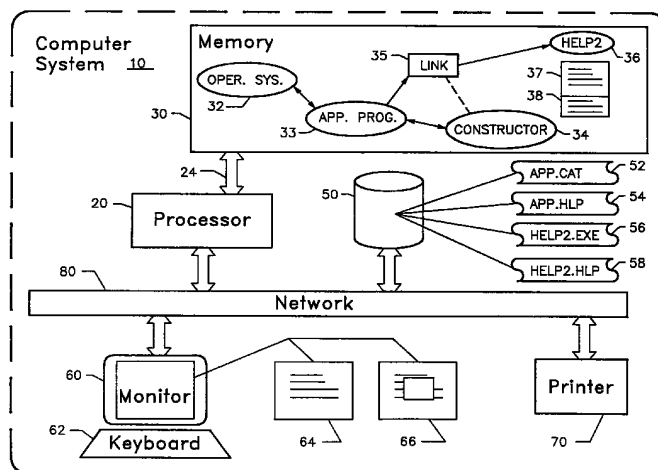 Computer
System 10
Memory
OPER. SYS.
32
APP. PROG.
33
35
LINK
HELP2
36
37
38
CONSTRUCTOR
34
30
24
20
Processor
50
APP.CAT
52
APP.HLP
54
HELP2.EXE
56
HELP2.HLP
58
80
Network
60
Monitor
62
Keyboard
64
66
Printer
70